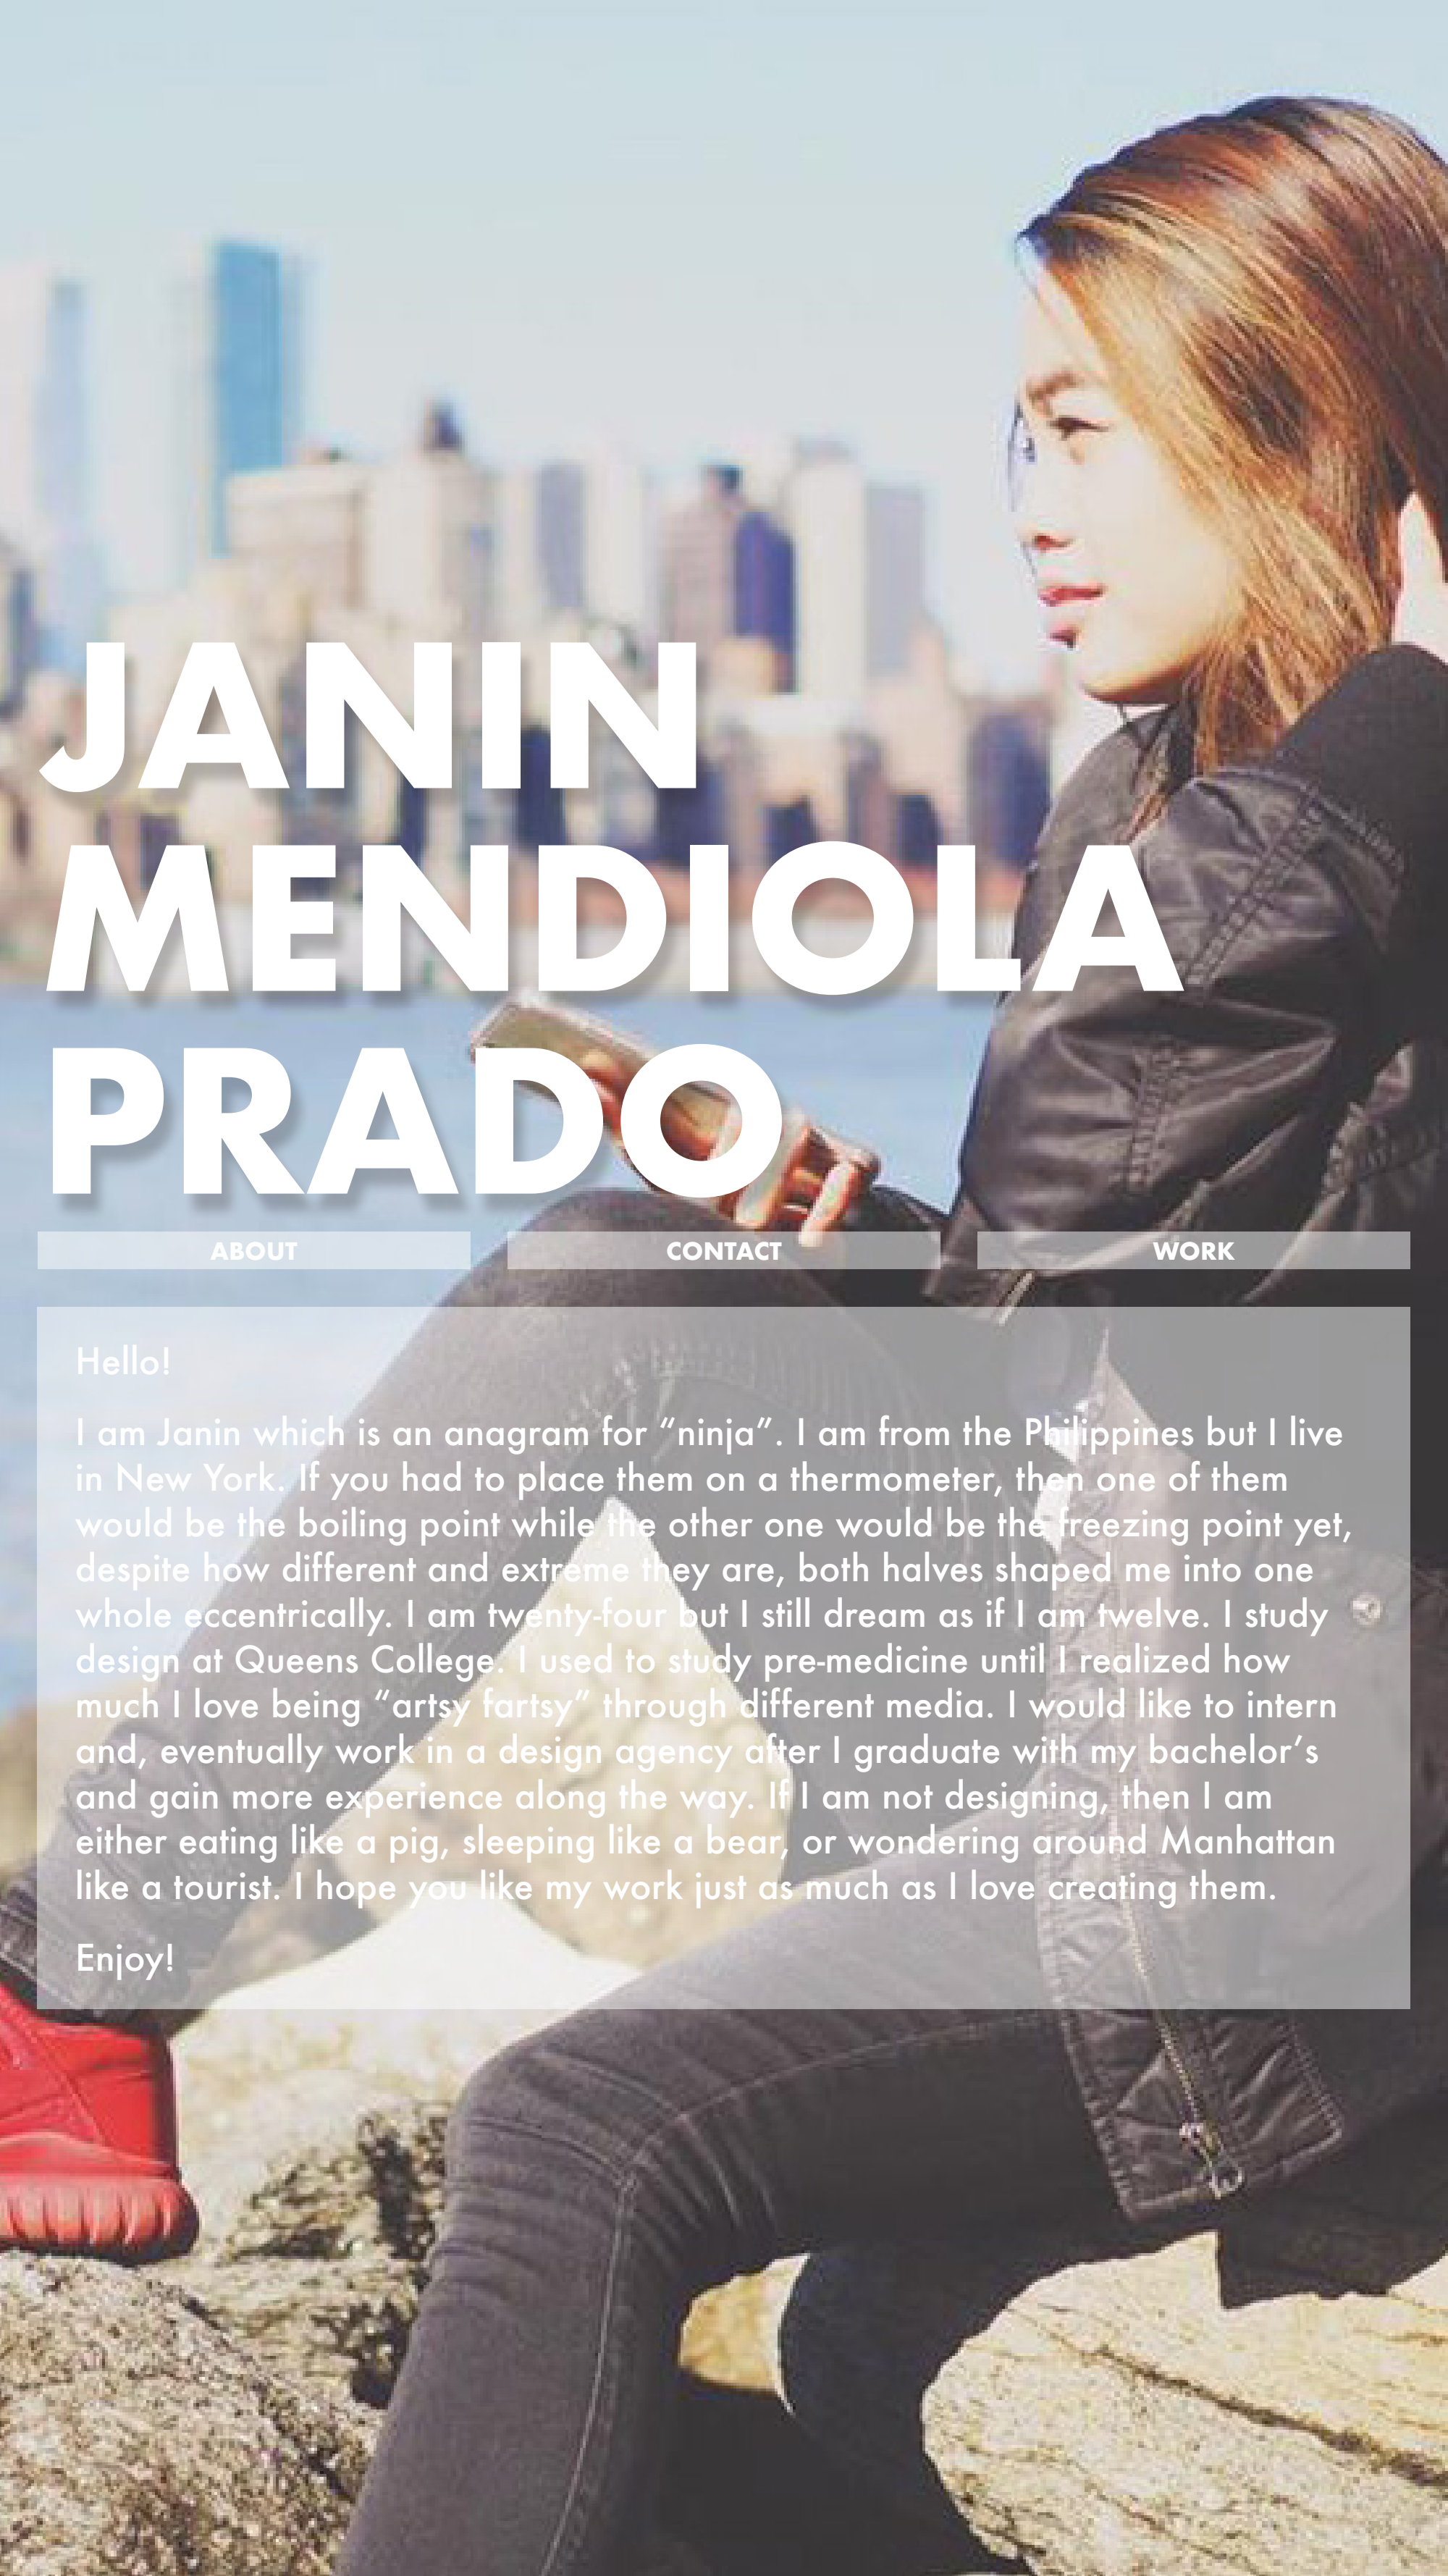 JANIN
MENDIOLA
PRADO
ABOUT
CONTACT
WORK
Hello!
I am Janin which is an anagram for “ninja”. I am from the Philippines but I live
in New York. If you had to place them on a thermometer, then one of them
would be the boiling point while the other one would be the freezing point yet,
despite how different and extreme they are, both halves shaped me into one
whole eccentrically. I am twenty-four but I still dream as if I am twelve. I study
design at Queens College. I used to study pre-medicine until I realized how
much I love being “artsy fartsy” through different media. I would like to intern
and, eventually work in a design agency after I graduate with my bachelor’s
and gain more experience along the way. If I am not designing, then I am
either eating like a pig, sleeping like a bear, or wondering around Manhattan
like a tourist. I hope you like my work just as much as I love creating them.
Enjoy!